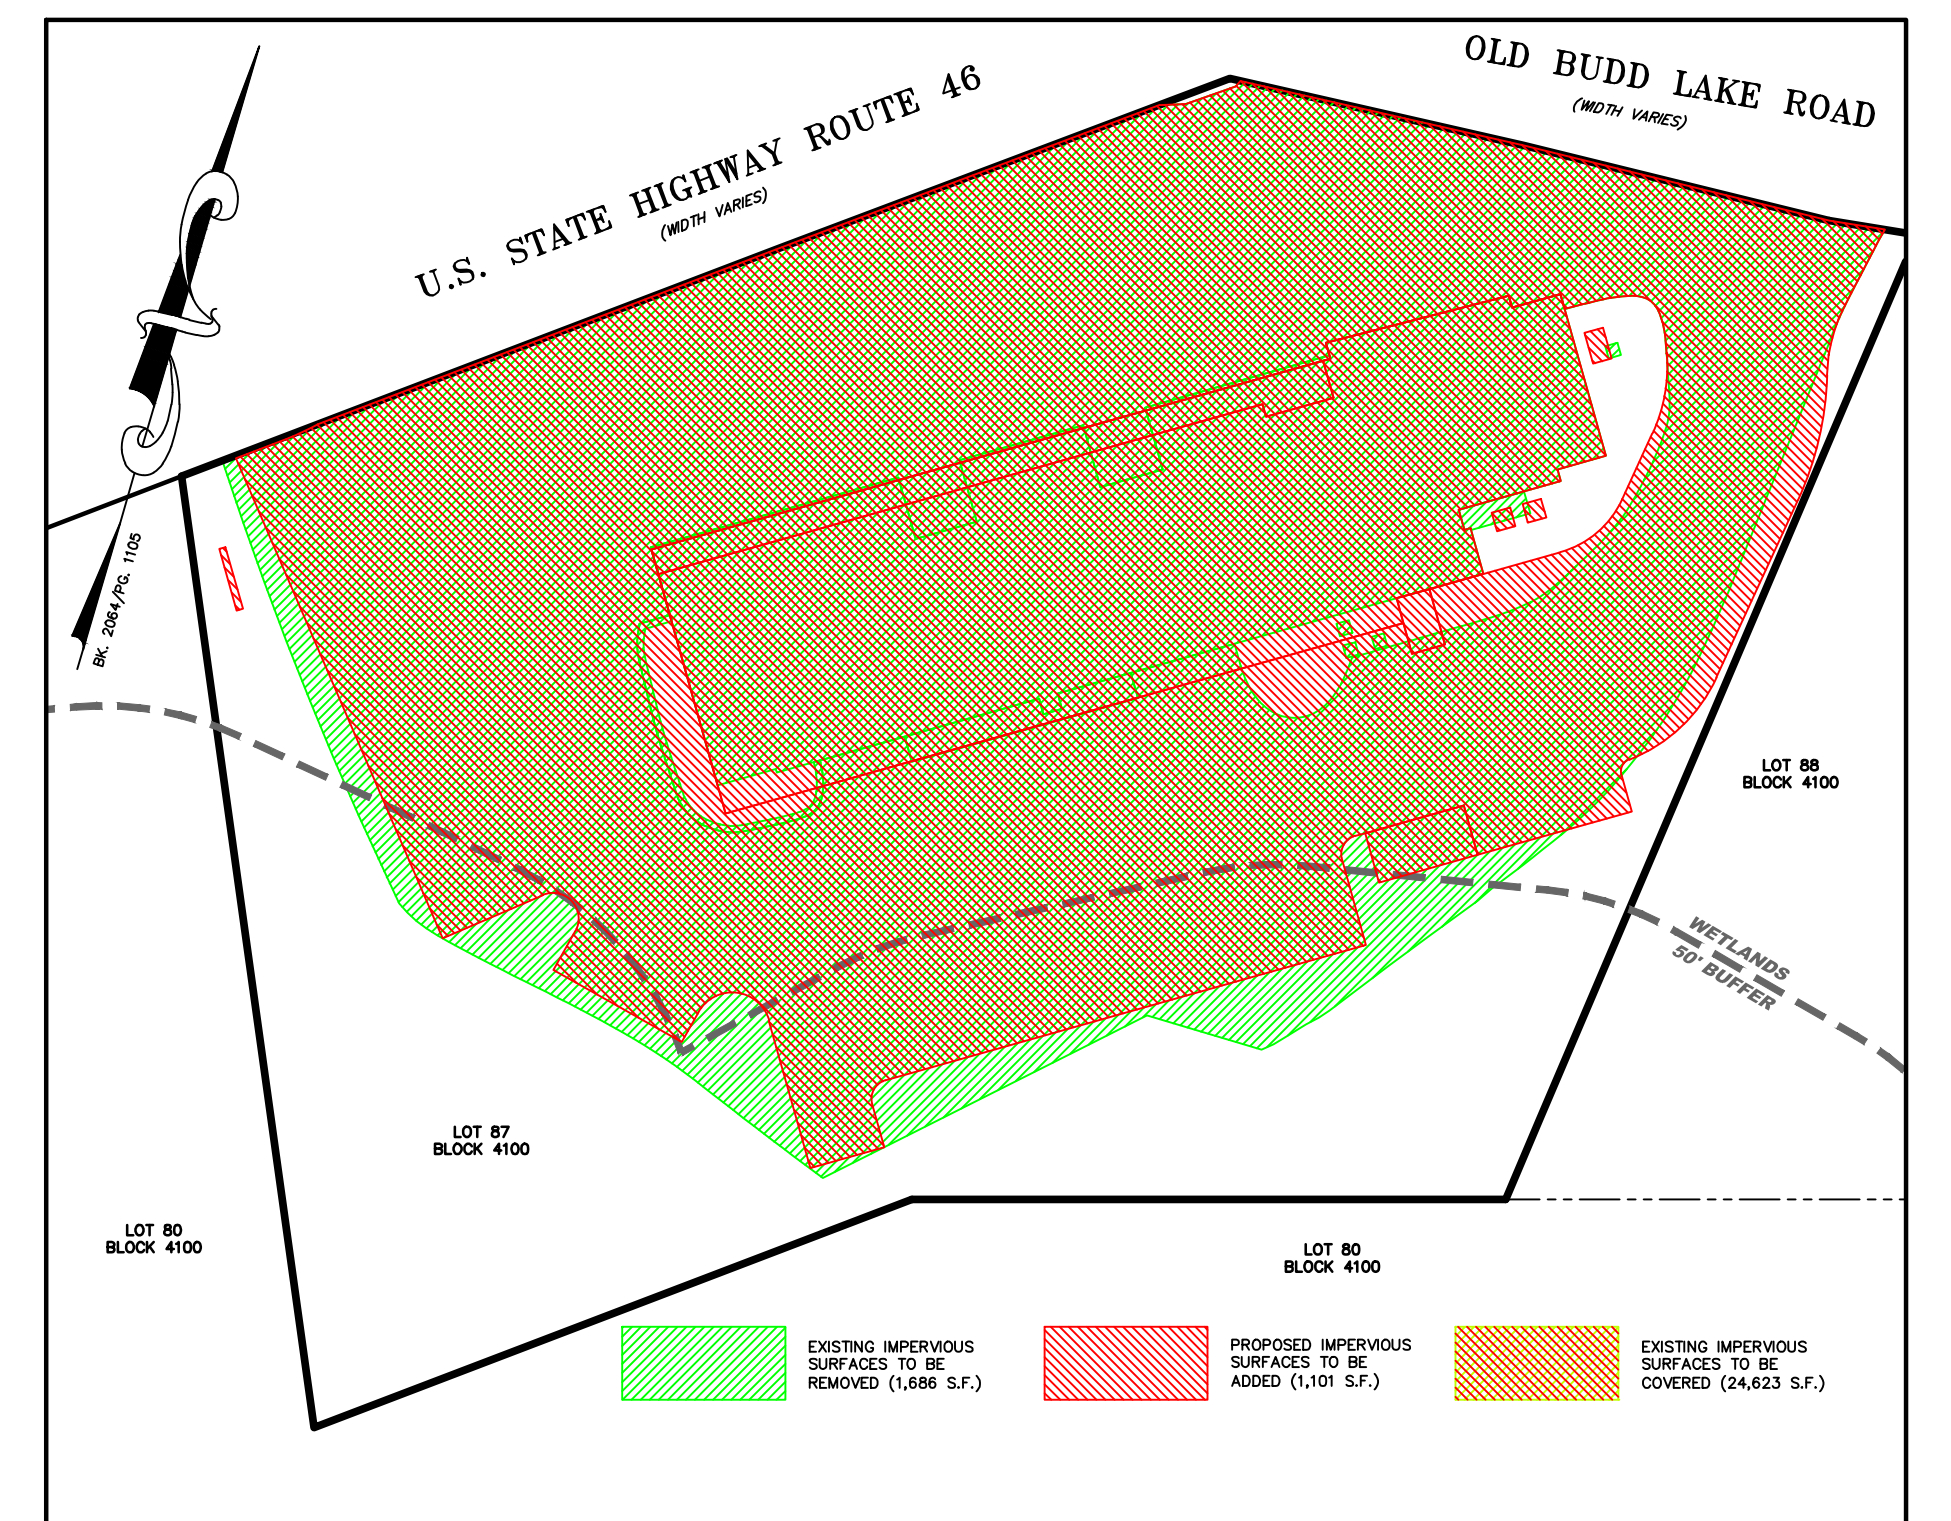 OLD BUDD LAKE ROAD
(WIDTH VARIES)
U.S. STATE HIGHWAY ROUTE 46
(WIDTH VARIES)
BK. 2064/PG. 1105
LOT 88
BLOCK 4100
WETLANDS
50' BUFFER
LOT 87
BLOCK 4100
LOT 80
BLOCK 4100
LOT 80
BLOCK 4100
EXISTING IMPERVIOUS
SURFACES TO BE
REMOVED (1,686 S.F.)
PROPOSED IMPERVIOUS
SURFACES TO BE
ADDED (1,101 S.F.)
EXISTING IMPERVIOUS
SURFACES TO BE
COVERED (24,623 S.F.)